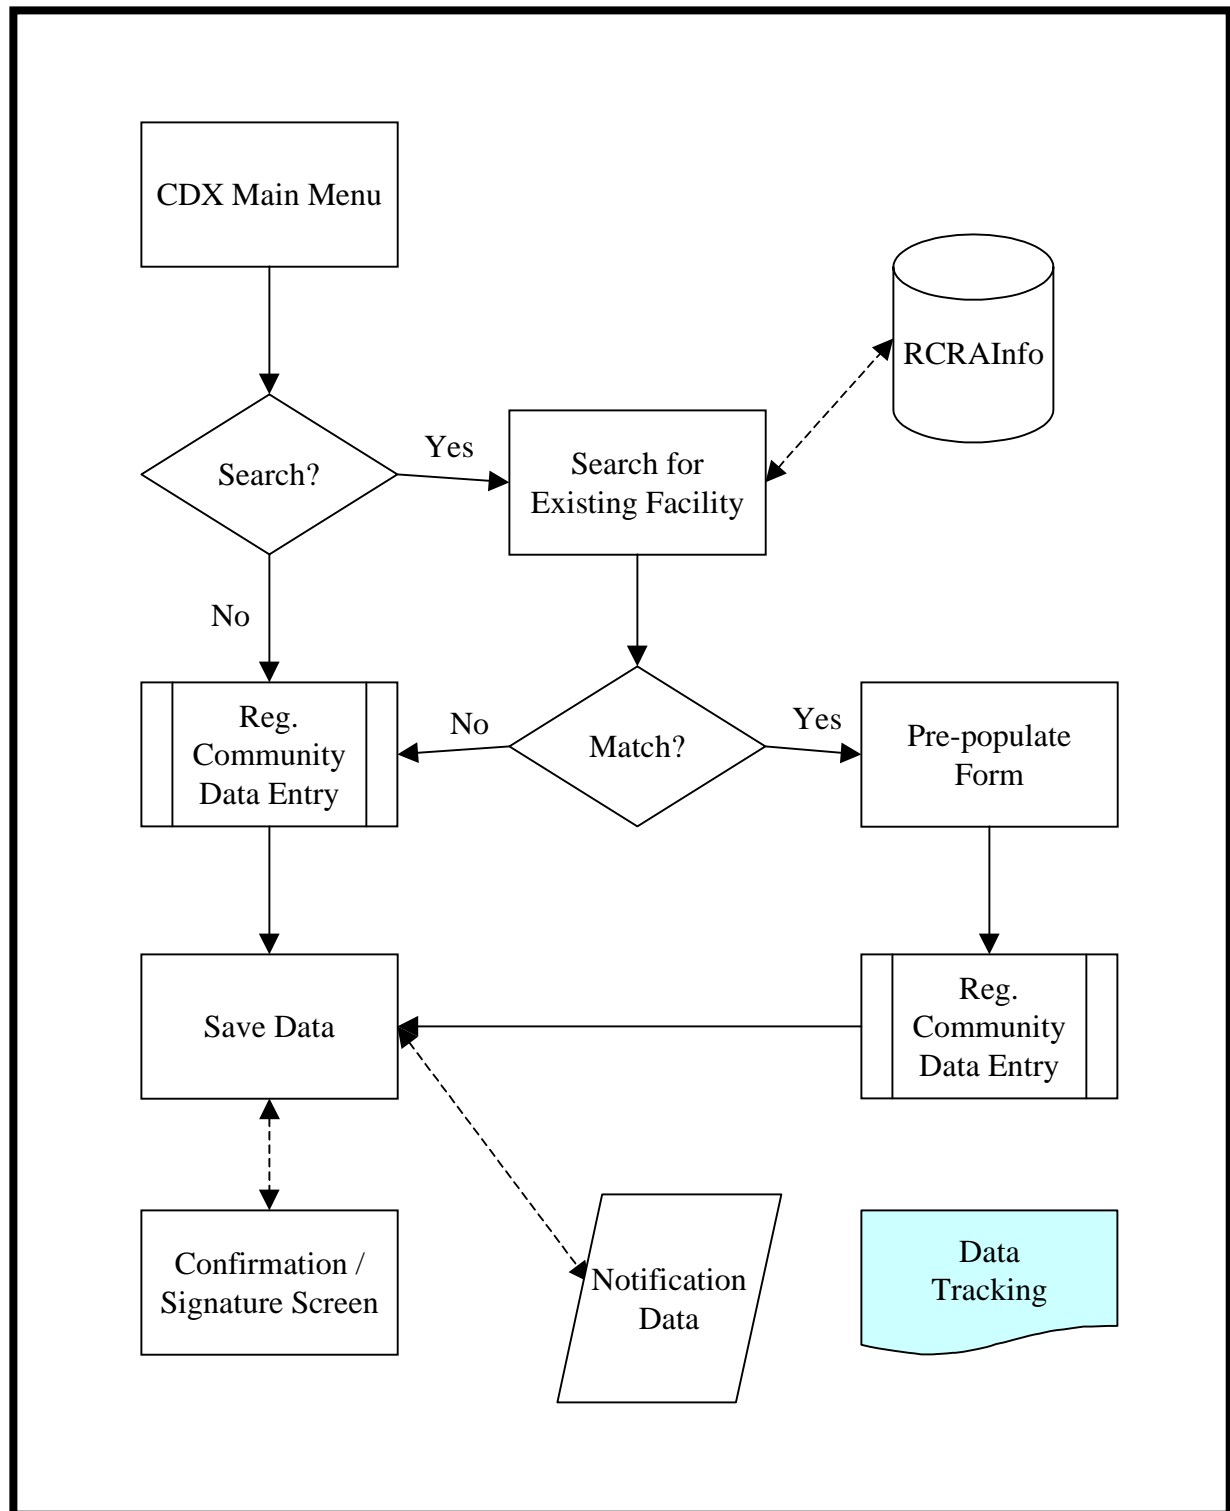 CDX Main Menu
RCRAInfo
Yes
Search?
Search for
Existing Facility
No
Reg.
Community
Data Entry
No
Match?
Yes
Pre-populate
Form
Save Data
Reg.
Community
Data Entry
Confirmation /
Signature Screen
Notification
Data
Data
Tracking